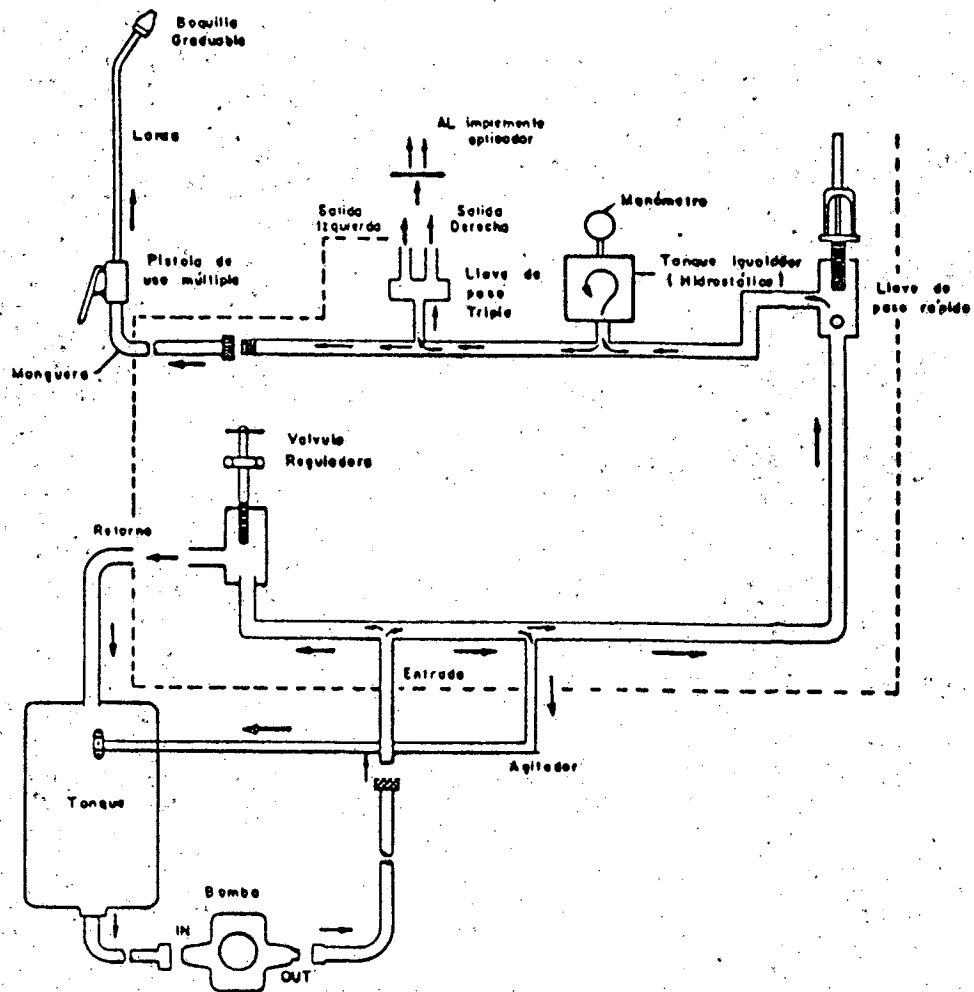 Boquilla
Graduable
Lanza
AL implemento
aplicador
Salida
Izquierda
Salida
Derecha
Manómetro
Pistola de
uso múltiple
Llave de
paso
Triple
Tanque Igualador
(Hidrostático)
Llave de
paso rápido
Manguera
Valvula
Reguladora
Retorno
Entrada
Agitador
Tanque
Bomba
IN
OUT